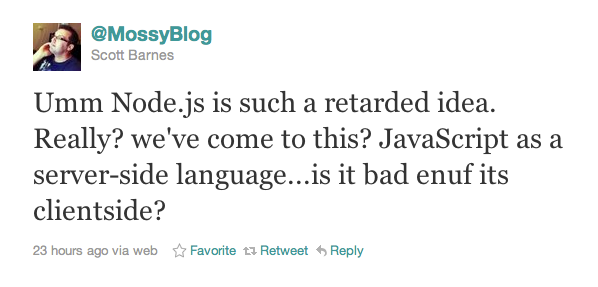 @MossyBlog
Scott Barnes
Umm Node.js is such a retarded idea.
Really? we've come to this? JavaScript as a
server-side language...is it bad enuf its
clientside?
23 hours ago via web Favorite Retweet Reply